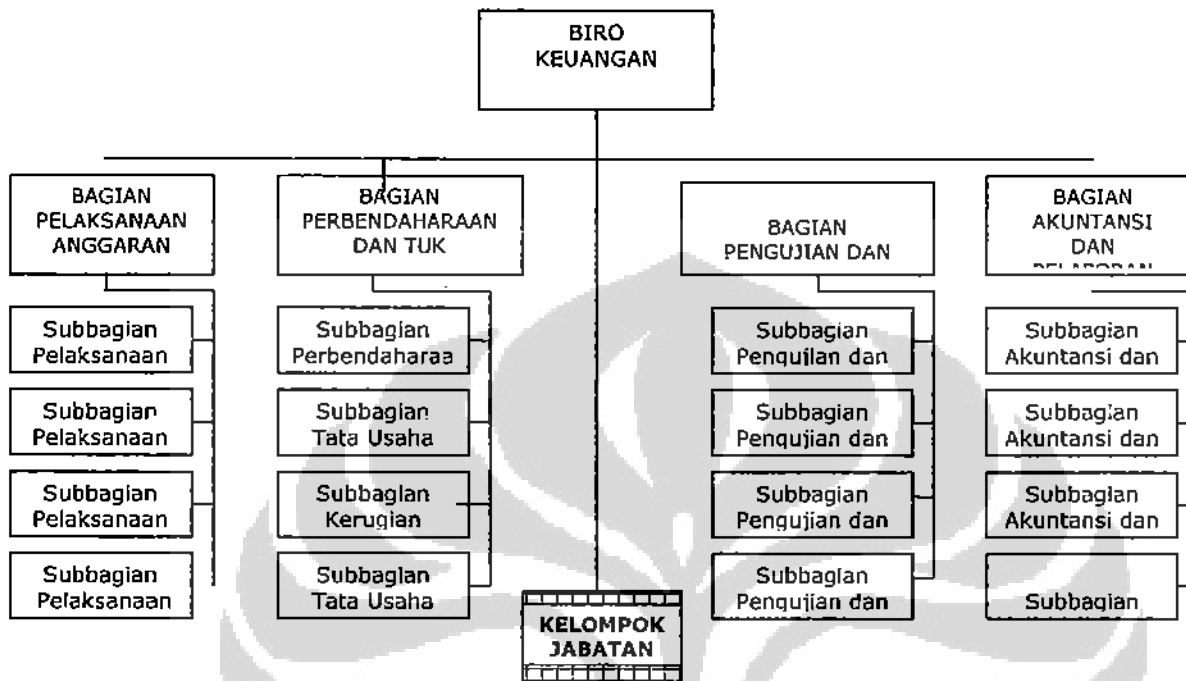 BIRO
KEUANGAN
BAGIAN
PELAKSANAAN
ANGGARAN
BAGIAN
PERBENDAHARAAN
DAN TUK
BAGIAN
PENGUJIAN DAN
BAGIAN
AKUNTANSI
DAN
PELAPORAN
Subbagian
Pelaksanaan
Subbagian
Pelaksanaan
Subbagian
Pelaksanaan
Subbagian
Pelaksanaan
Subbagian
Perbendaharaa
Subbagian
Tata Usaha
Subbagian
Kerugian
Subbagian
Tata Usaha
Subbagian
Pengujian dan
Subbagian
Pengujian dan
Subbagian
Pengujian dan
Subbagian
Pengujian dan
Subbagian
Akuntansi dan
Subbagian
Akuntansi dan
Subbagian
Akuntansi dan
Subbagian
KELOMPOK
JABATAN